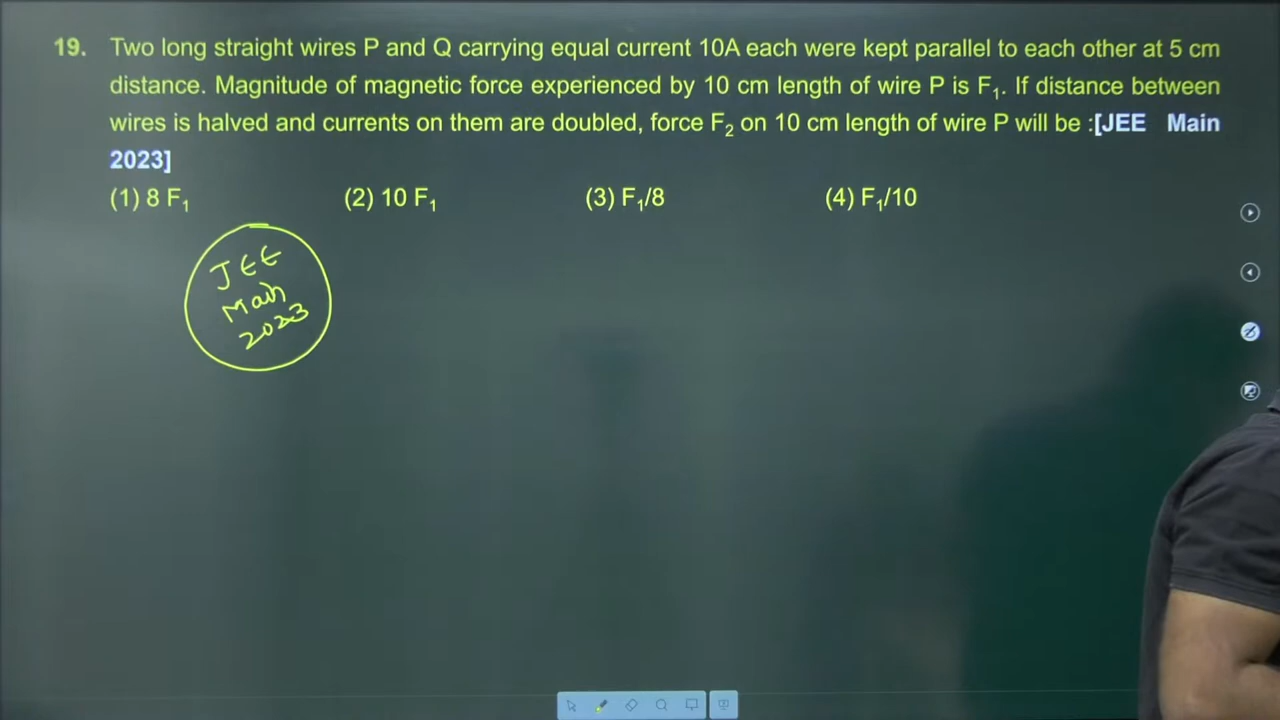 19. Two long straight wires P and Q carrying equal current 10A each were kept parallel to each other at 5 cm
distance. Magnitude of magnetic force experienced by 10 cm length of wire P is F₁. If distance between
wires is halved and currents on them are doubled, force F₂ on 10 cm length of wire P will be :[JEE Main
2023]
(1) 8 F₁ (2) 10 F₁ (3) F₁/8 (4) F₁/10
JEE
Main
2023